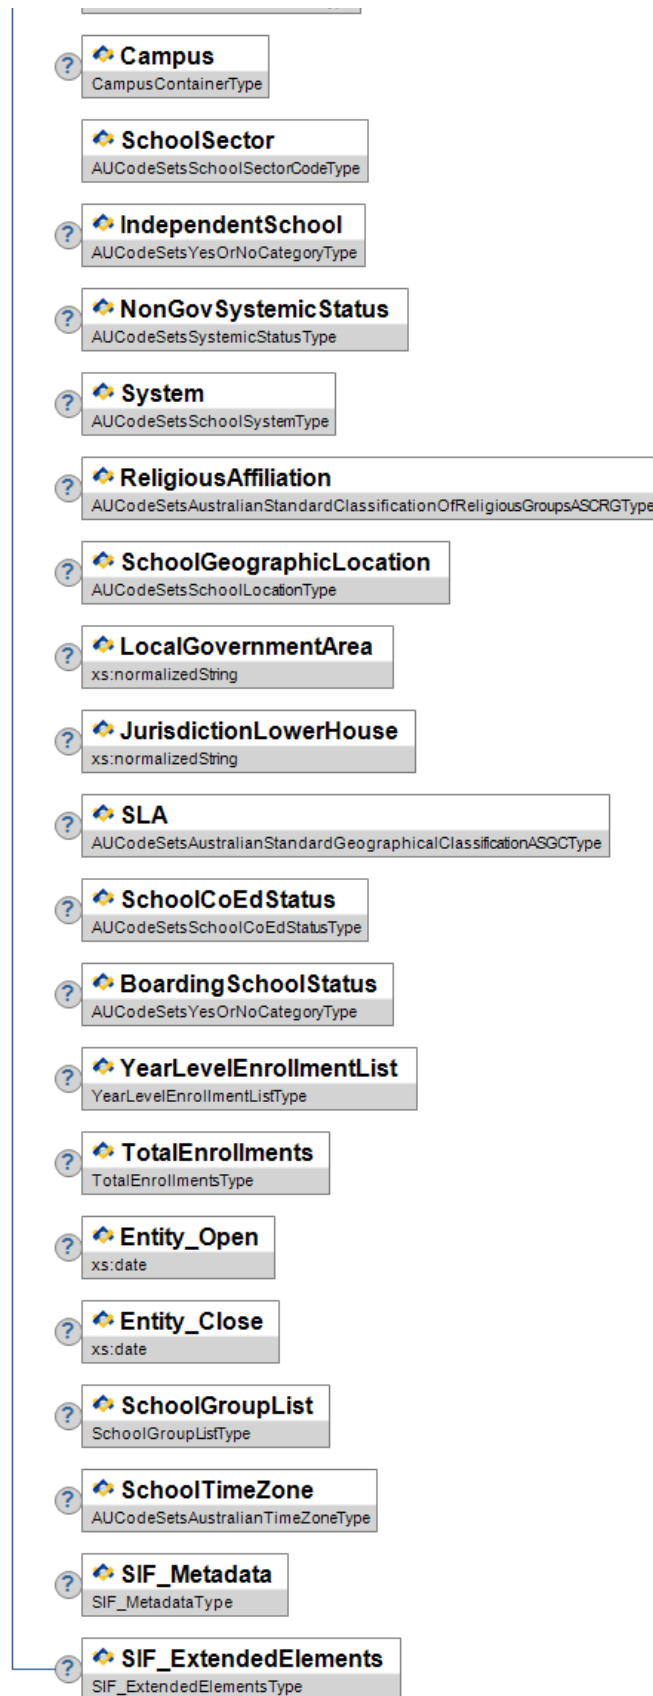 ?
Campus
CampusContainerType
SchoolSector
AUCodeSetsSchoolSectorCodeType
?
IndependentSchool
AUCodeSetsYesOrNoCategoryType
?
NonGovSystemicStatus
AUCodeSetsSystemicStatusType
?
System
AUCodeSetsSchoolSystemType
?
ReligiousAffiliation
AUCodeSetsAustralianStandardClassificationOfReligiousGroupsASCRGType
?
SchoolGeographicLocation
AUCodeSetsSchoolLocationType
?
LocalGovernmentArea
xs:normalizedString
?
JurisdictionLowerHouse
xs:normalizedString
?
SLA
AUCodeSetsAustralianStandardGeographicalClassificationASGCType
?
SchoolCoEdStatus
AUCodeSetsSchoolCoEdStatusType
?
BoardingSchoolStatus
AUCodeSetsYesOrNoCategoryType
?
YearLevelEnrollmentList
YearLevelEnrollmentListType
?
TotalEnrollments
TotalEnrollmentsType
?
Entity_Open
xs:date
?
Entity_Close
xs:date
?
SchoolGroupList
SchoolGroupListType
?
SchoolTimeZone
AUCodeSetsAustralianTimeZoneType
?
SIF_Metadata
SIF_MetadataType
?
SIF_ExtendedElements
SIF_ExtendedElementsType